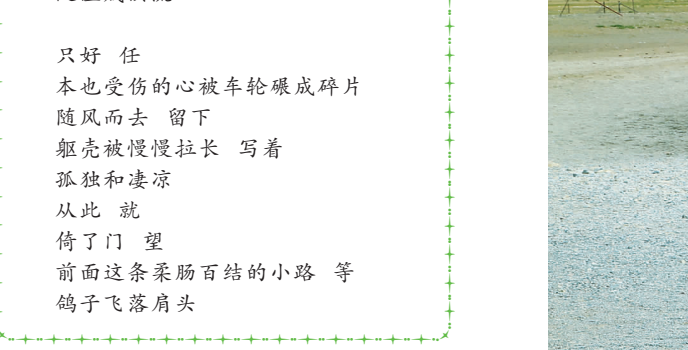 只好 任
本也受伤的心被车轮碾成碎片
随风而去 留下
躯壳被慢慢拉长 写着
孤独和凄凉
从此 就
倚了门 望
前面这条柔肠百结的小路 等
鸽子飞落肩头